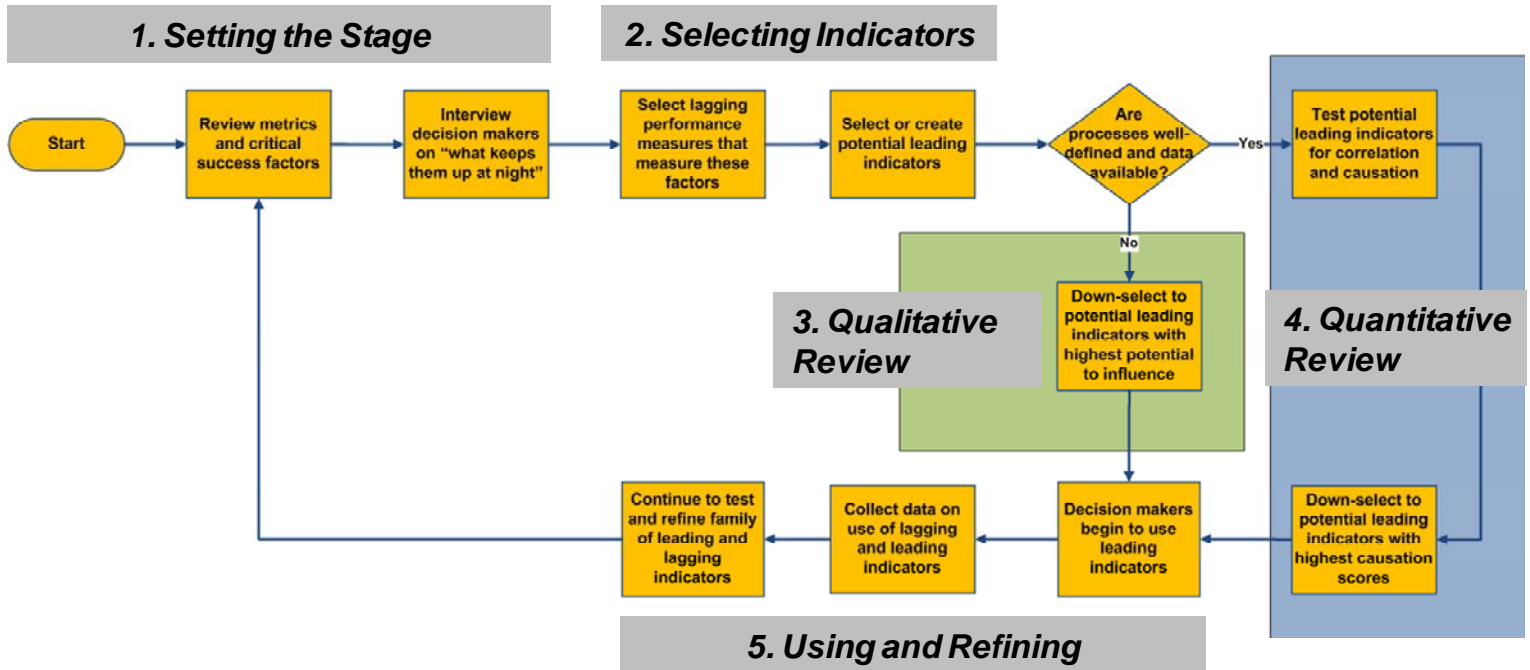 1. Setting the Stage
2. Selecting Indicators
Start
Review metrics
and critical
success factors
Interview
decision makers
on “what keeps
them up at night”
Select lagging
performance
measures that
measure these
factors
Select or create
potential leading
indicators
Are
processes well-
defined and data
available?
Yes
Test potential
leading indicators
for correlation
and causation
No
3. Qualitative
Review
Down-select to
potential leading
indicators with
highest potential
to influence
4. Quantitative
Review
Continue to test
and refine family
of leading and
lagging
indicators
Collect data on
use of lagging
and leading
indicators
Decision makers
begin to use
leading
indicators
Down-select to
potential leading
indicators with
highest causation
scores
5. Using and Refining